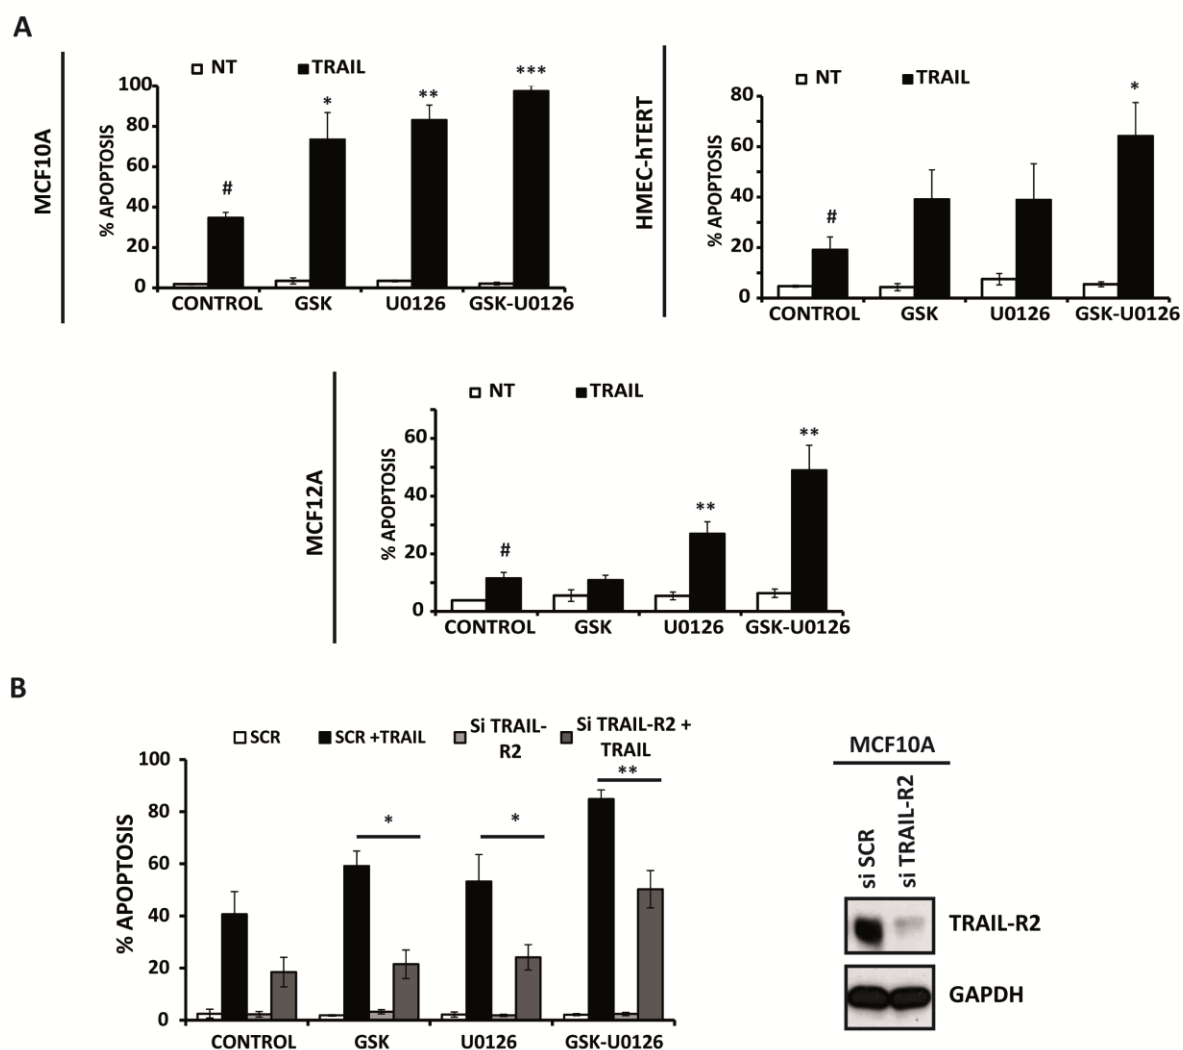 A
MCF10A
NT TRAIL
% APOPTOSIS
100
80
60
40
20
0
# * ** ***
CONTROL GSK U0126 GSK-U0126
HMEC-hTERT
NT TRAIL
% APOPTOSIS
80
60
40
20
0
# *
CONTROL GSK U0126 GSK-U0126
MCF12A
NT TRAIL
% APOPTOSIS
60
40
20
0
# ** **
CONTROL GSK U0126 GSK-U0126
B
SCR SCR +TRAIL Si TRAIL- Si TRAIL-R2 +
R2 TRAIL
% APOPTOSIS
100
80
60
40
20
0
* * **
CONTROL GSK U0126 GSK-U0126
MCF10A
si SCR
si TRAIL-R2
TRAIL-R2
GAPDH